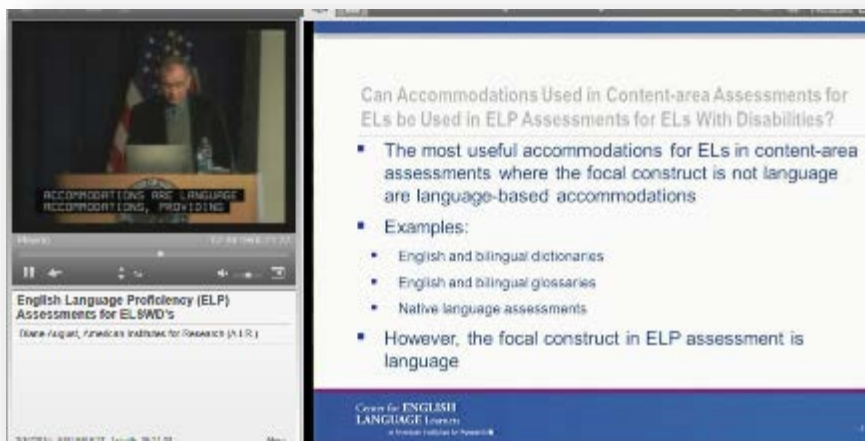 ACCOMMODATIONS ARE LANGUAGE
ACCOMMODATIONS, PROVIDING
English Language Proficiency (ELP)
Assessments for ELSWD's
Diane August, American Institutes for Research (A.I.R.)
Can Accommodations Used in Content-area Assessments for
ELs be Used in ELP Assessments for ELs With Disabilities?
▪ The most useful accommodations for ELs in content-area
assessments where the focal construct is not language
are language-based accommodations
▪ Examples:
▪ English and bilingual dictionaries
▪ English and bilingual glossaries
▪ Native language assessments
▪ However, the focal construct in ELP assessment is
language
Center for ENGLISH
LANGUAGE Learners